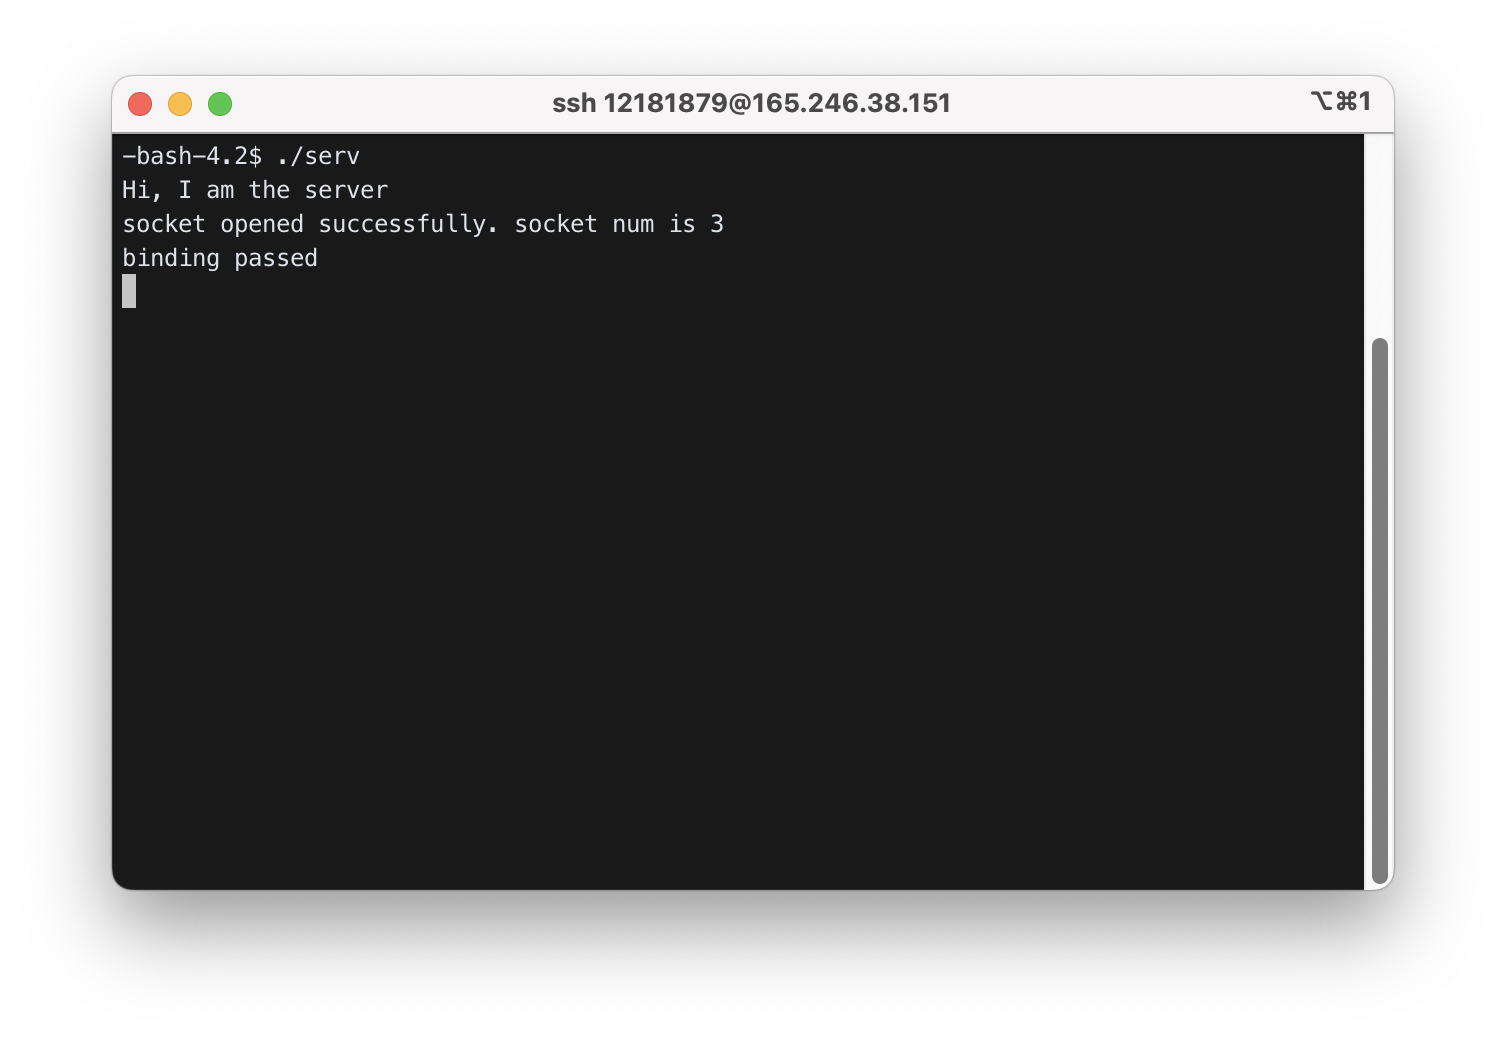 ssh 12181879@165.246.38.151 ⌥⌘1
-bash-4.2$ ./serv
Hi, I am the server
socket opened successfully. socket num is 3
binding passed